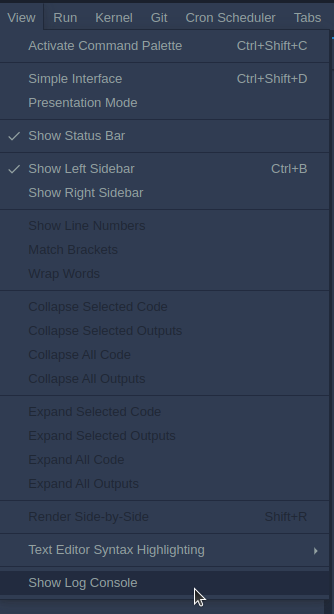 View Run Kernel Git Cron Scheduler Tabs
Activate Command Palette Ctrl+Shift+C
Simple Interface Ctrl+Shift+D
Presentation Mode
Show Status Bar
Show Left Sidebar Ctrl+B
Show Right Sidebar
Show Line Numbers
Match Brackets
Wrap Words
Collapse Selected Code
Collapse Selected Outputs
Collapse All Code
Collapse All Outputs
Expand Selected Code
Expand Selected Outputs
Expand All Code
Expand All Outputs
Render Side-by-Side Shift+R
Text Editor Syntax Highlighting
Show Log Console